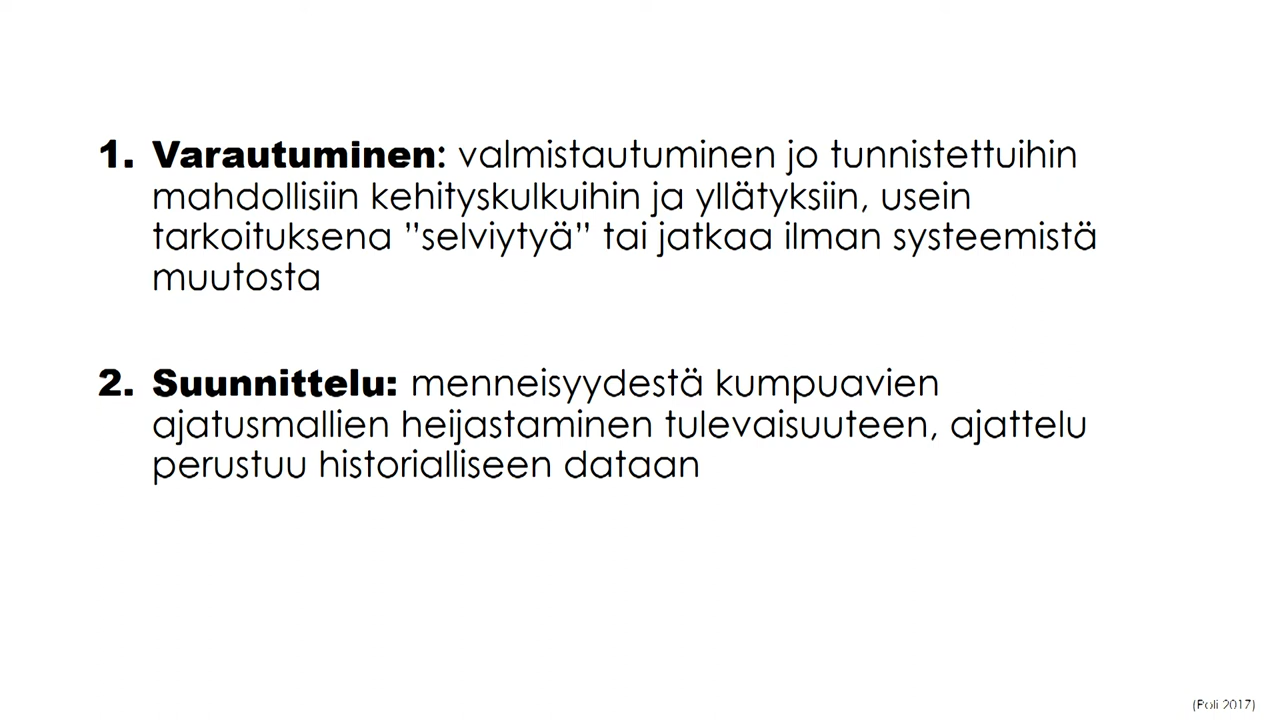 1. Varautuminen: valmistautuminen jo tunnistettuihin
mahdollisiin kehityskulkuihin ja yllätyksiin, usein
tarkoituksena ”selviytyä” tai jatkaa ilman systeemistä
muutosta
2. Suunnittelu: menneisyydestä kumpuavien
ajatusmallien heijastaminen tulevaisuuteen, ajattelu
perustuu historialliseen dataan
(Poli 2017)